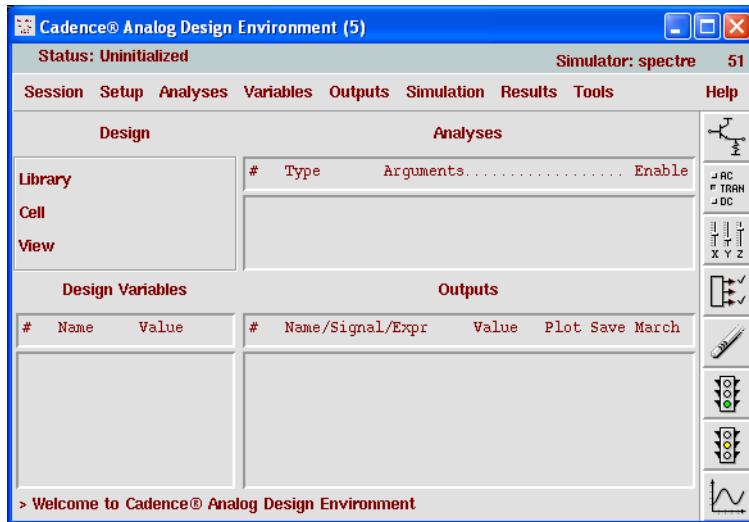 Cadence® Analog Design Environment (5)
Status: Uninitialized
Simulator: spectre 51
Session Setup Analyses Variables Outputs Simulation Results Tools Help
Design
Analyses
Library
Cell
View
# Type Arguments................... Enable
AC
TRAN
DC
X Y Z
Design Variables
Outputs
# Name Value
# Name/Signal/Expr Value Plot Save March
> Welcome to Cadence® Analog Design Environment